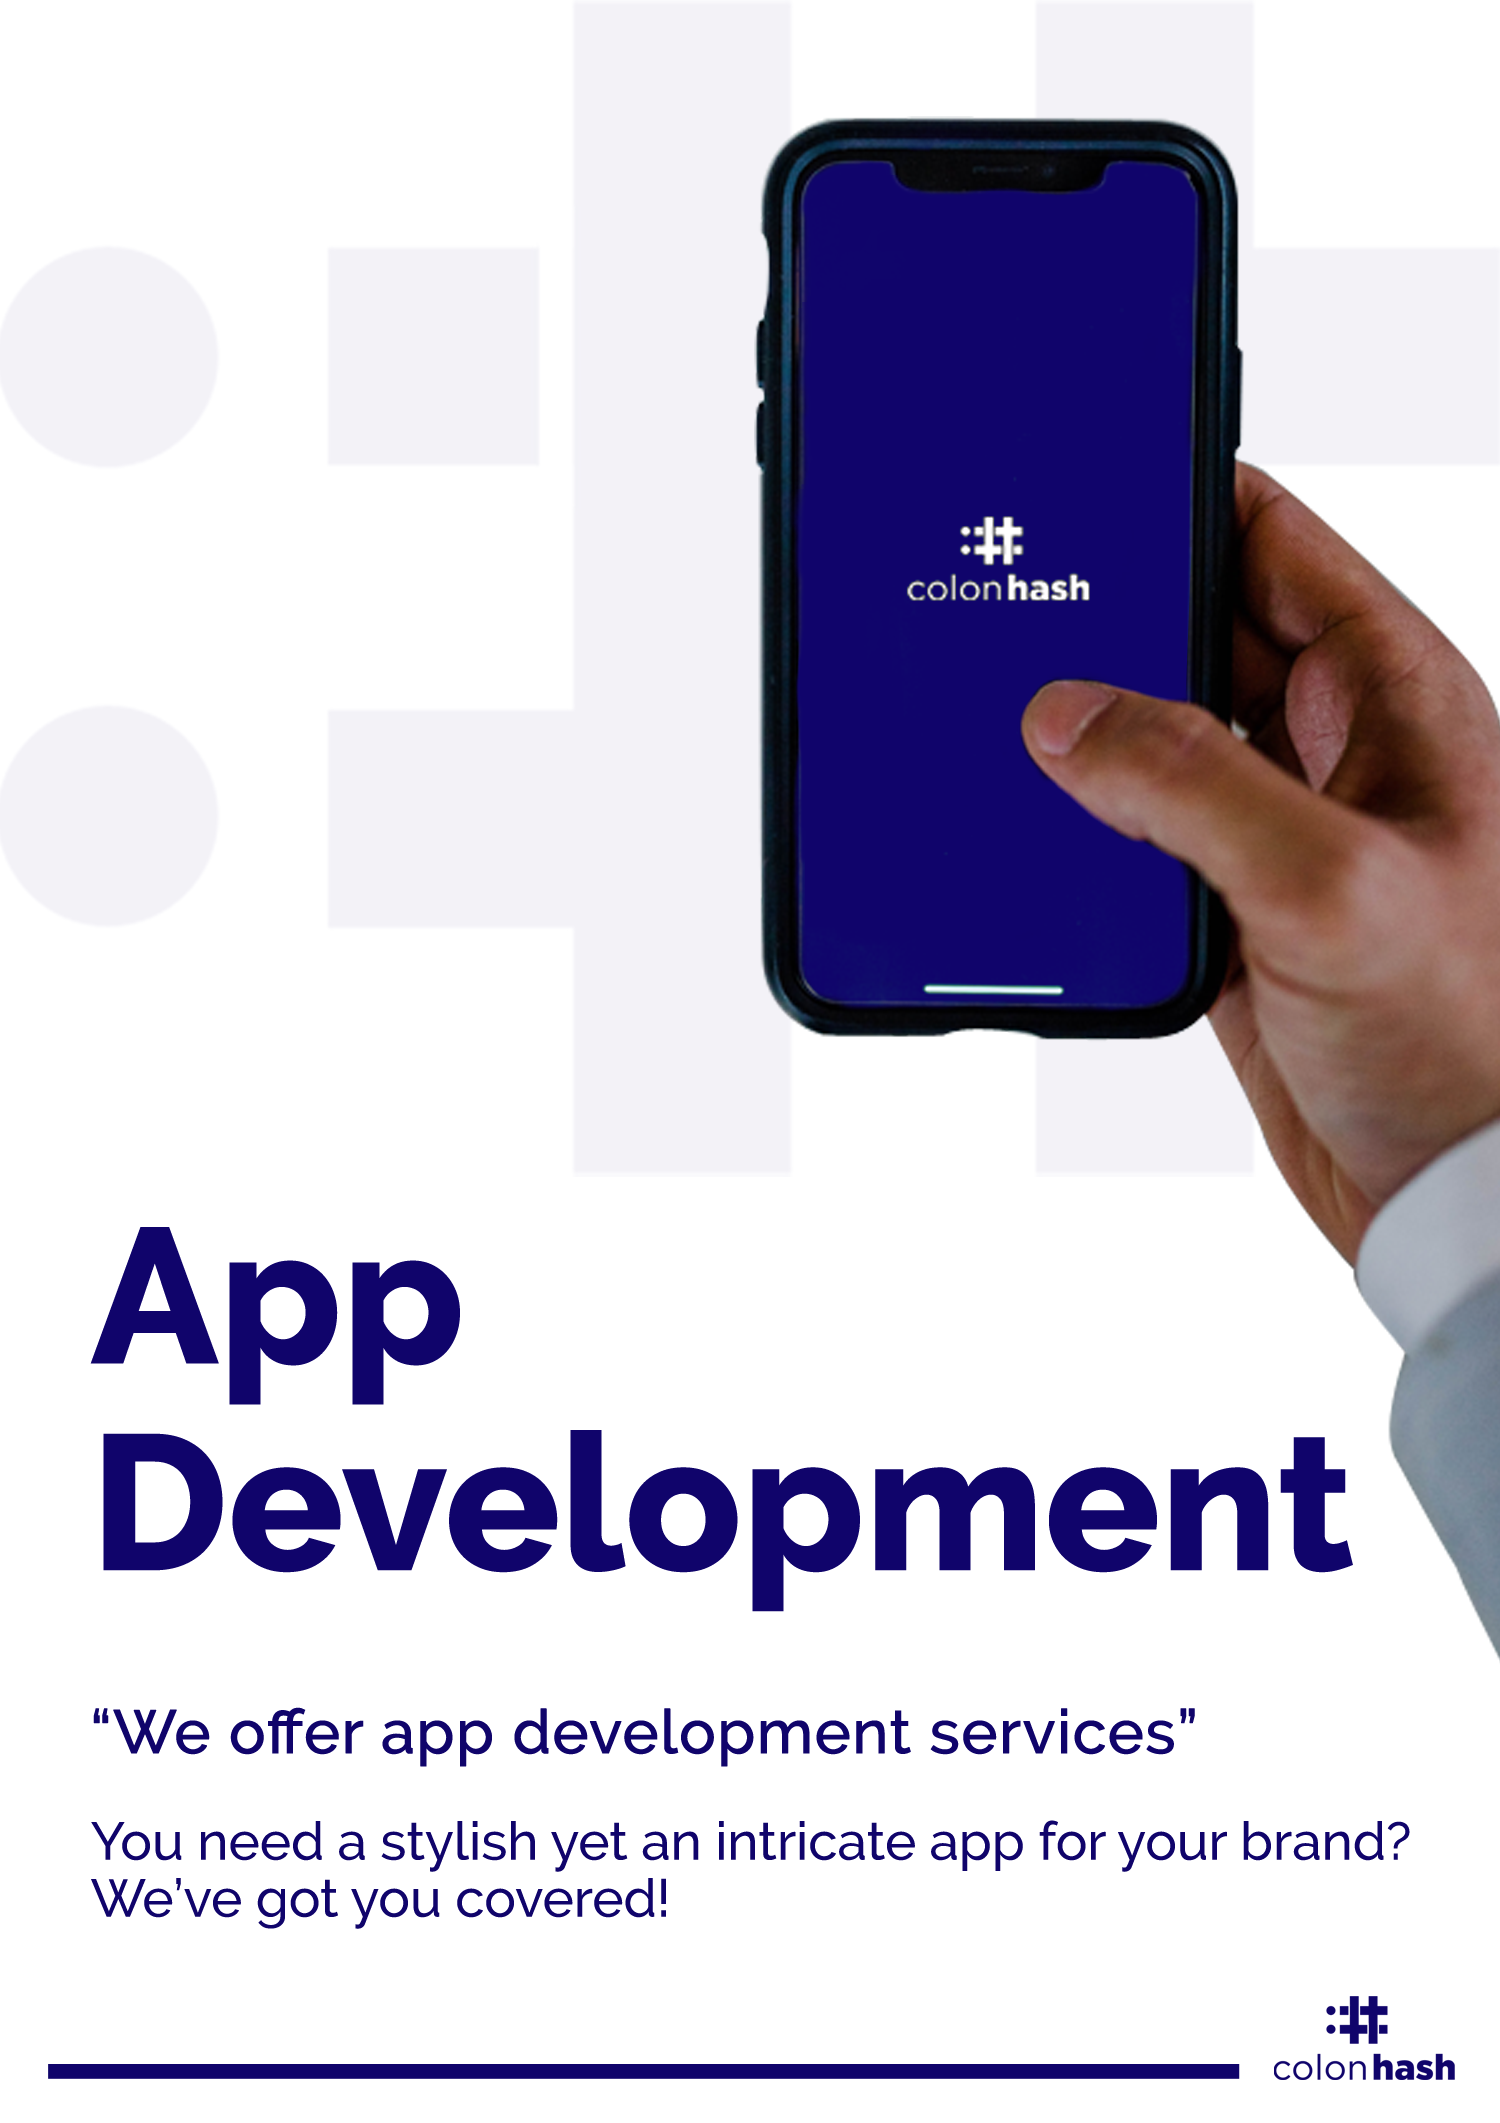 colonhash
App
Development
“We offer app development services”
You need a stylish yet an intricate app for your brand?
We’ve got you covered!
colonhash